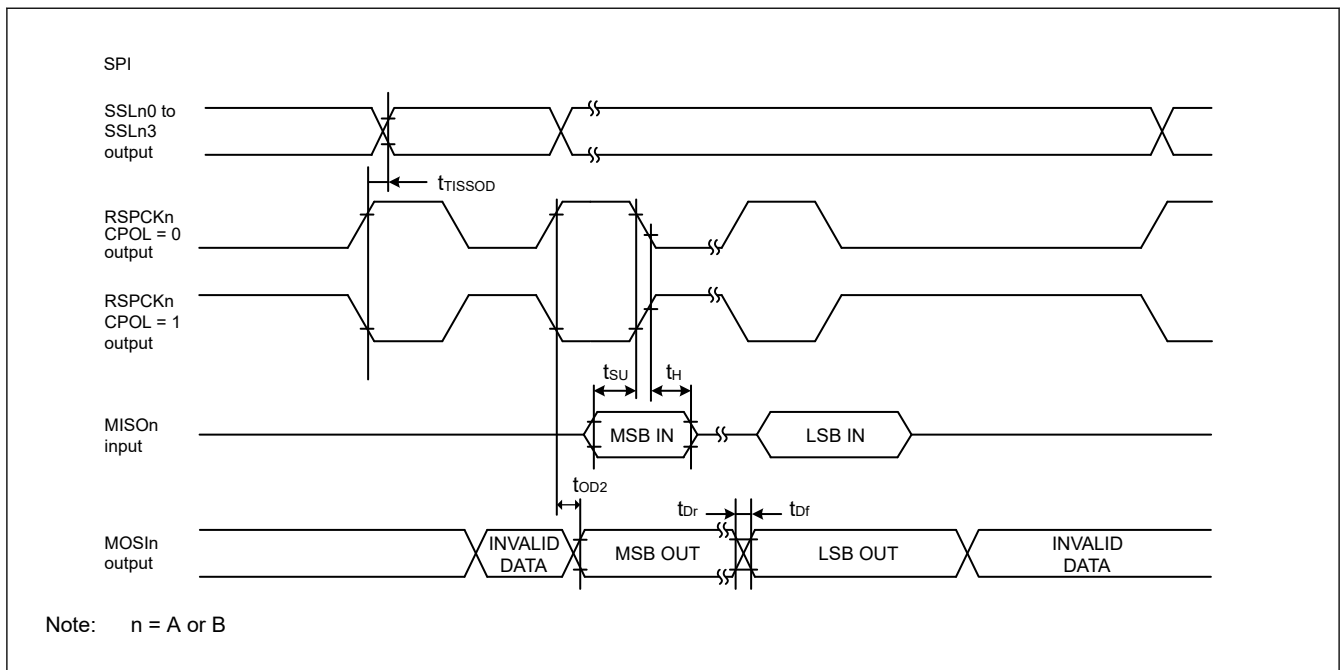 SPI
SSLn0 to
SSLn3
output
tTISSOD
RSPCKn
CPOL = 0
output
RSPCKn
CPOL = 1
output
tSU
tH
MISOn
input
MSB IN
LSB IN
tOD2
tDr
tDf
MOSIn
output
INVALID
DATA
MSB OUT
LSB OUT
INVALID
DATA
Note: n = A or B